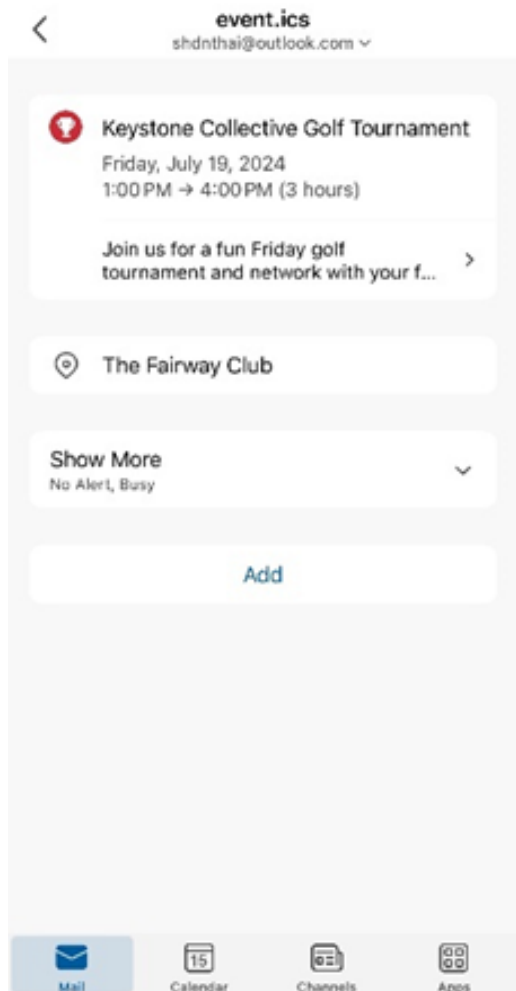 event.ics
shdnthai@outlook.com
Keystone Collective Golf Tournament
Friday, July 19, 2024
1:00 PM → 4:00 PM (3 hours)
Join us for a fun Friday golf
tournament and network with your f...
The Fairway Club
Show More
No Alert, Busy
Add
15
Mail Calendar Channels Apps